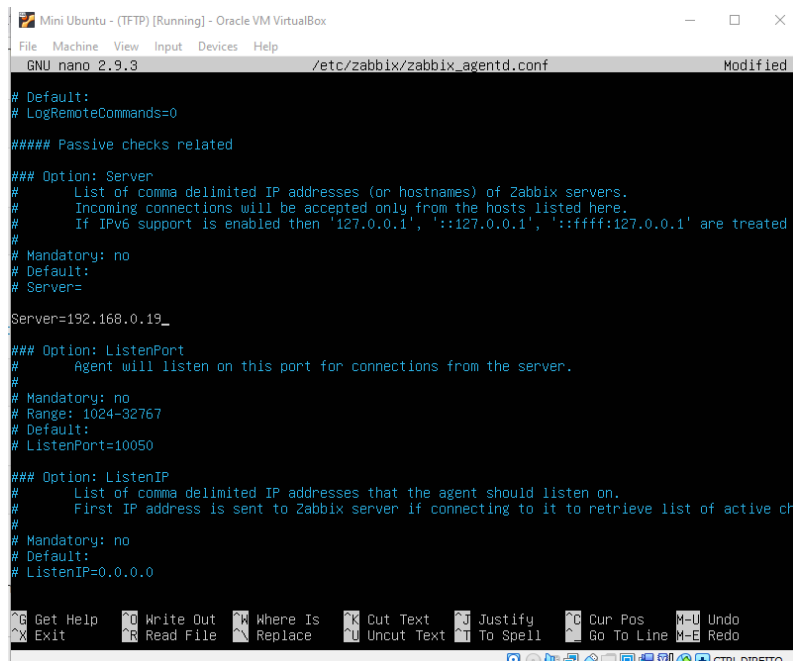 Mini Ubuntu - (TFTP) [Running] - Oracle VM VirtualBox
File Machine View Input Devices Help
GNU nano 2.9.3 /etc/zabbix/zabbix_agentd.conf Modified
# Default:
# LogRemoteCommands=0
##### Passive checks related
### Option: Server
# List of comma delimited IP addresses (or hostnames) of Zabbix servers.
# Incoming connections will be accepted only from the hosts listed here.
# If IPv6 support is enabled then '127.0.0.1', '::127.0.0.1', '::ffff:127.0.0.1' are treated
#
# Mandatory: no
# Default:
# Server=
Server=192.168.0.19_
### Option: ListenPort
# Agent will listen on this port for connections from the server.
#
# Mandatory: no
# Range: 1024-32767
# Default:
# ListenPort=10050
### Option: ListenIP
# List of comma delimited IP addresses that the agent should listen on.
# First IP address is sent to Zabbix server if connecting to it to retrieve list of active ch
#
# Mandatory: no
# Default:
# ListenIP=0.0.0.0
^G Get Help ^O Write Out ^W Where Is ^K Cut Text ^J Justify ^C Cur Pos M-U Undo
^X Exit ^R Read File ^\ Replace ^U Uncut Text ^T To Spell ^_ Go To Line M-E Redo
CTRL DIREITO